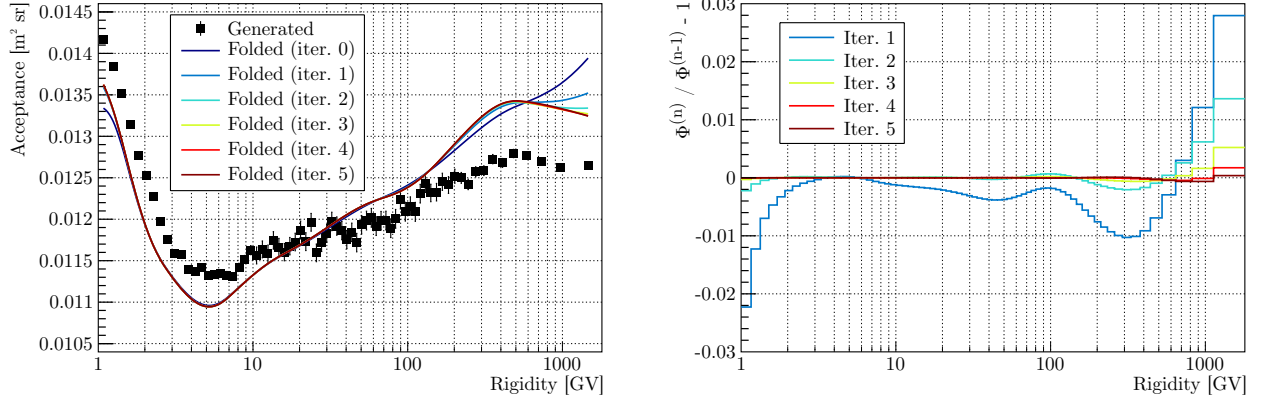 Acceptance [m² sr]
0.0145
0.014
0.0135
0.013
0.0125
0.012
0.0115
0.011
0.0105
Generated
Folded (iter. 0)
Folded (iter. 1)
Folded (iter. 2)
Folded (iter. 3)
Folded (iter. 4)
Folded (iter. 5)
1 10 100 1000
Rigidity [GV]
Φ⁽ⁿ⁾ / Φ⁽ⁿ⁻¹⁾ - 1
0.03
0.02
0.01
0
-0.01
-0.02
-0.03
Iter. 1
Iter. 2
Iter. 3
Iter. 4
Iter. 5
1 10 100 1000
Rigidity [GV]